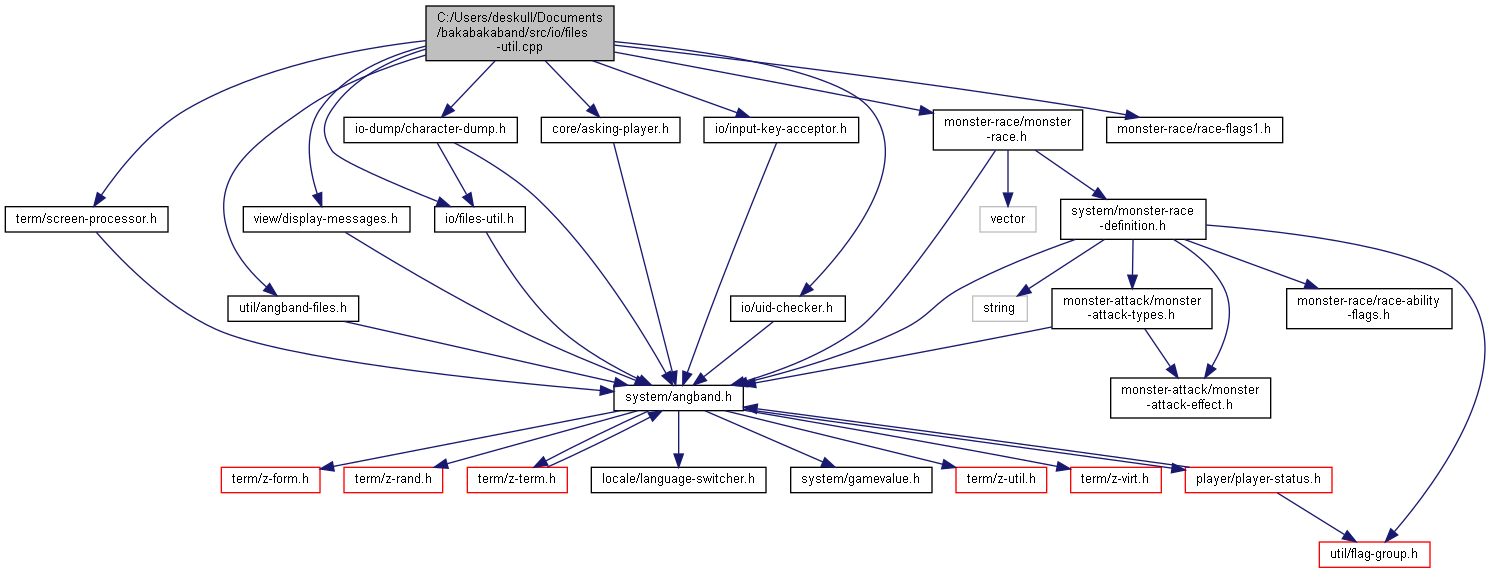 C:/Users/deskull/Documents
/bakabakaband/src/io/files
-util.cpp
io-dump/character-dump.h
core/asking-player.h
io/input-key-acceptor.h
monster-race/monster
-race.h
monster-race/race-flags1.h
term/screen-processor.h
view/display-messages.h
io/files-util.h
vector
system/monster-race
-definition.h
util/angband-files.h
io/uid-checker.h
string
monster-attack/monster
-attack-types.h
monster-race/race-ability
-flags.h
system/angband.h
monster-attack/monster
-attack-effect.h
term/z-form.h
term/z-rand.h
term/z-term.h
locale/language-switcher.h
system/gamevalue.h
term/z-util.h
term/z-virt.h
player/player-status.h
util/flag-group.h